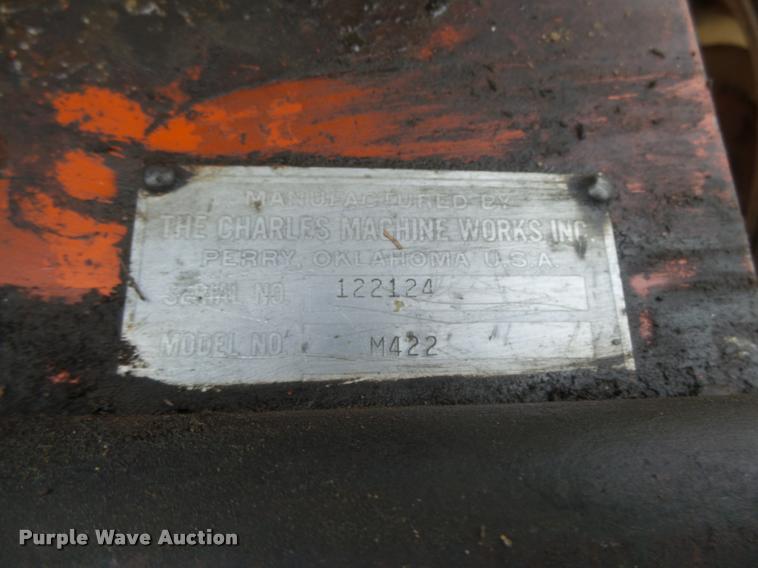 MANUFACTURED BY
THE CHARLES MACHINE WORKS INC
PERRY, OKLAHOMA U.S.A.
SERIAL NO. 122124
MODEL NO. M422
Purple Wave Auction